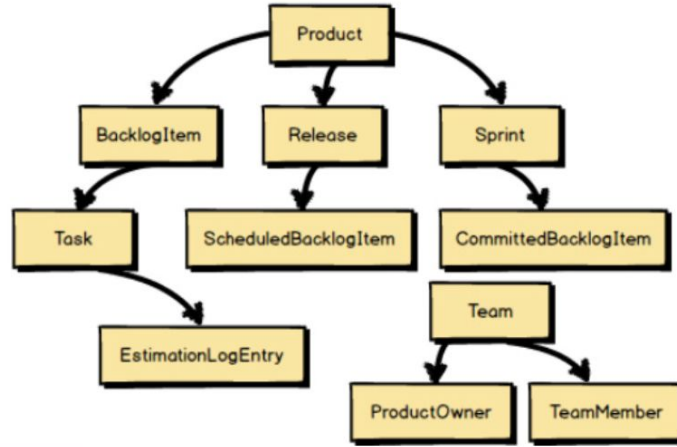 Product
BacklogItem
Release
Sprint
Task
ScheduledBacklogItem
CommittedBacklogItem
Team
EstimationLogEntry
ProductOwner
TeamMember